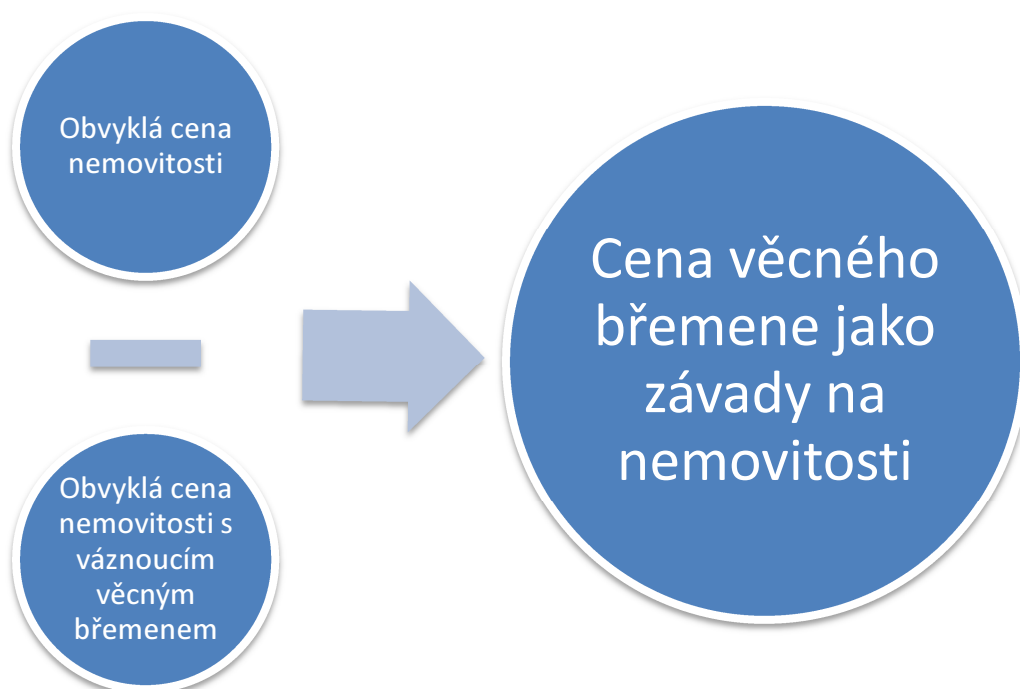 Obvyklá cena
nemovitosti
Obvyklá cena
nemovitosti s
váznoucím
věcným
břemenem
Cena věcného
břemene jako
závady na
nemovitosti